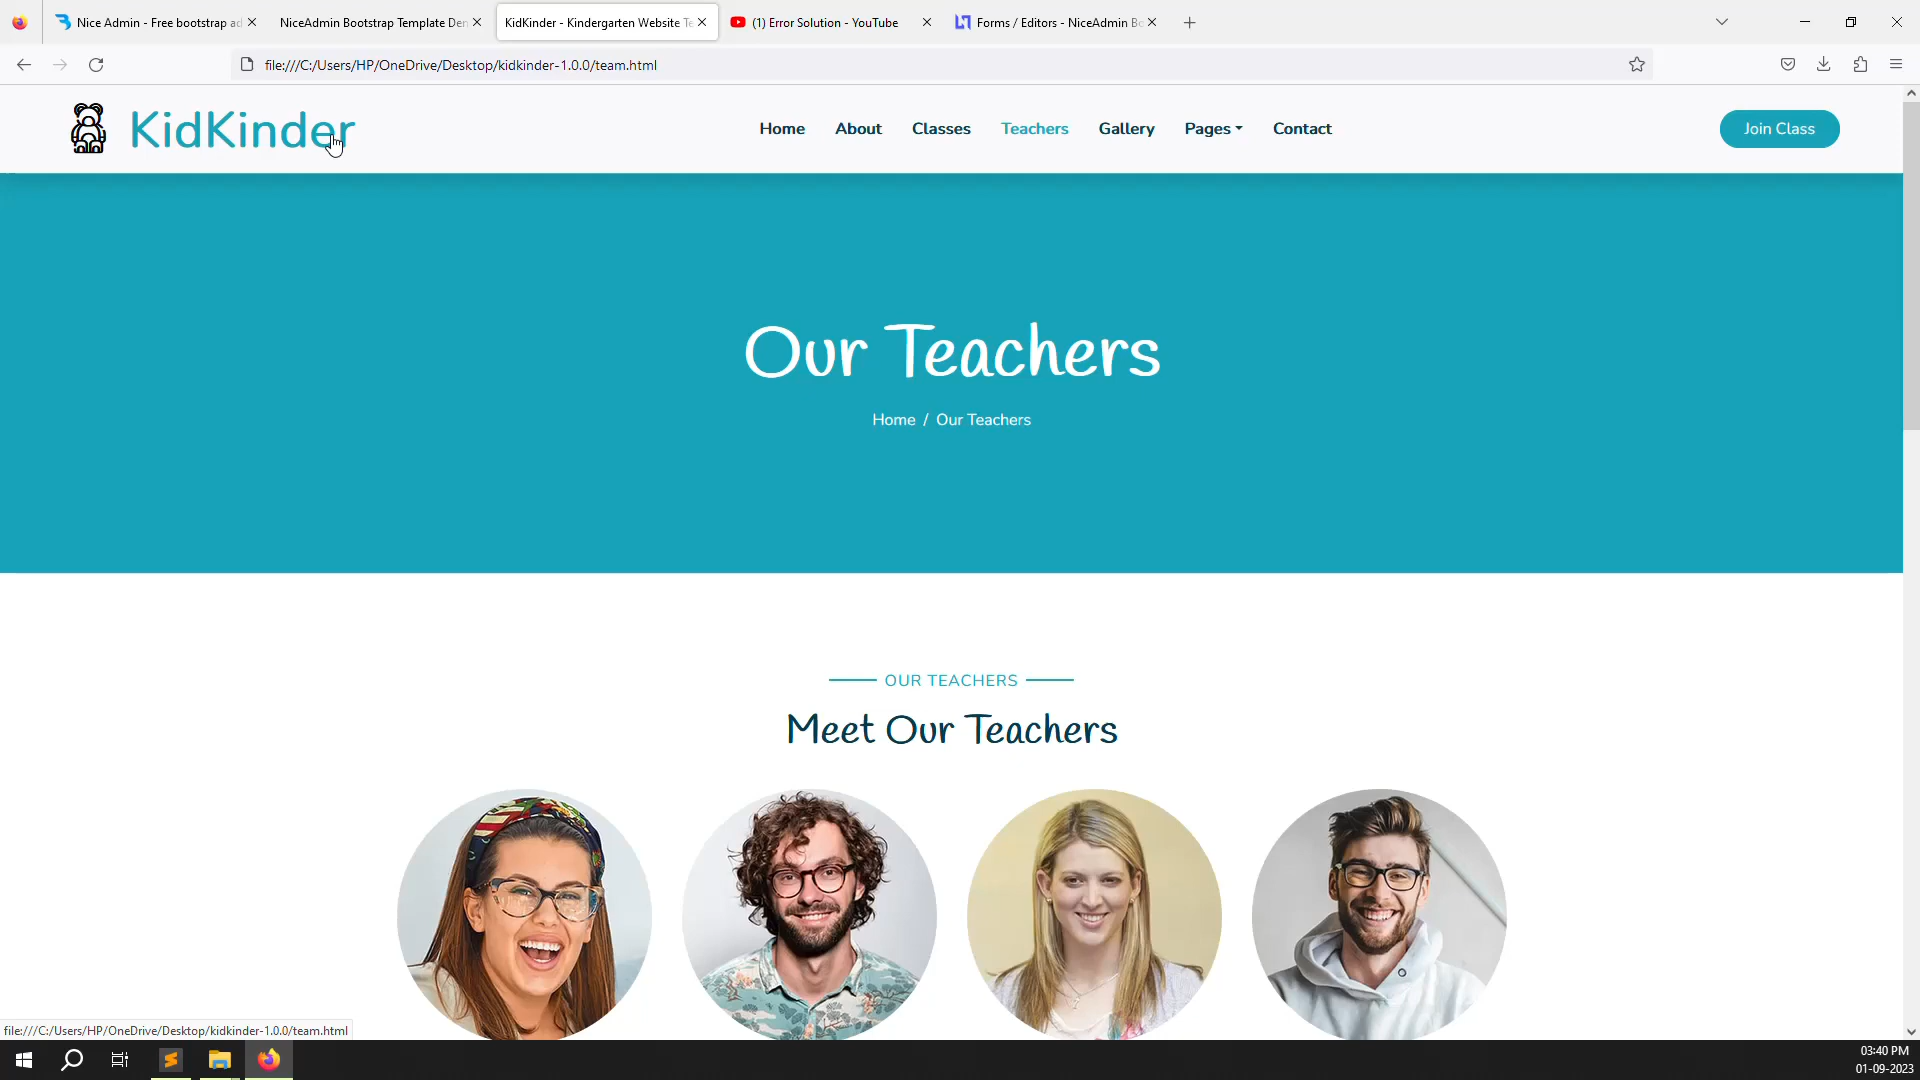 Nice Admin - Free bootstrap ad
NiceAdmin Bootstrap Template Den
KidKinder - Kindergarten Website Te
(1) Error Solution - YouTube
Forms / Editors - NiceAdmin Bo
file:///C:/Users/HP/OneDrive/Desktop/kidkinder-1.0.0/team.html
KidKinder
Home About Classes Teachers Gallery Pages Contact
Join Class
Our Teachers
Home / Our Teachers
OUR TEACHERS
Meet Our Teachers
file:///C:/Users/HP/OneDrive/Desktop/kidkinder-1.0.0/team.html
03:40 PM
01-09-2023